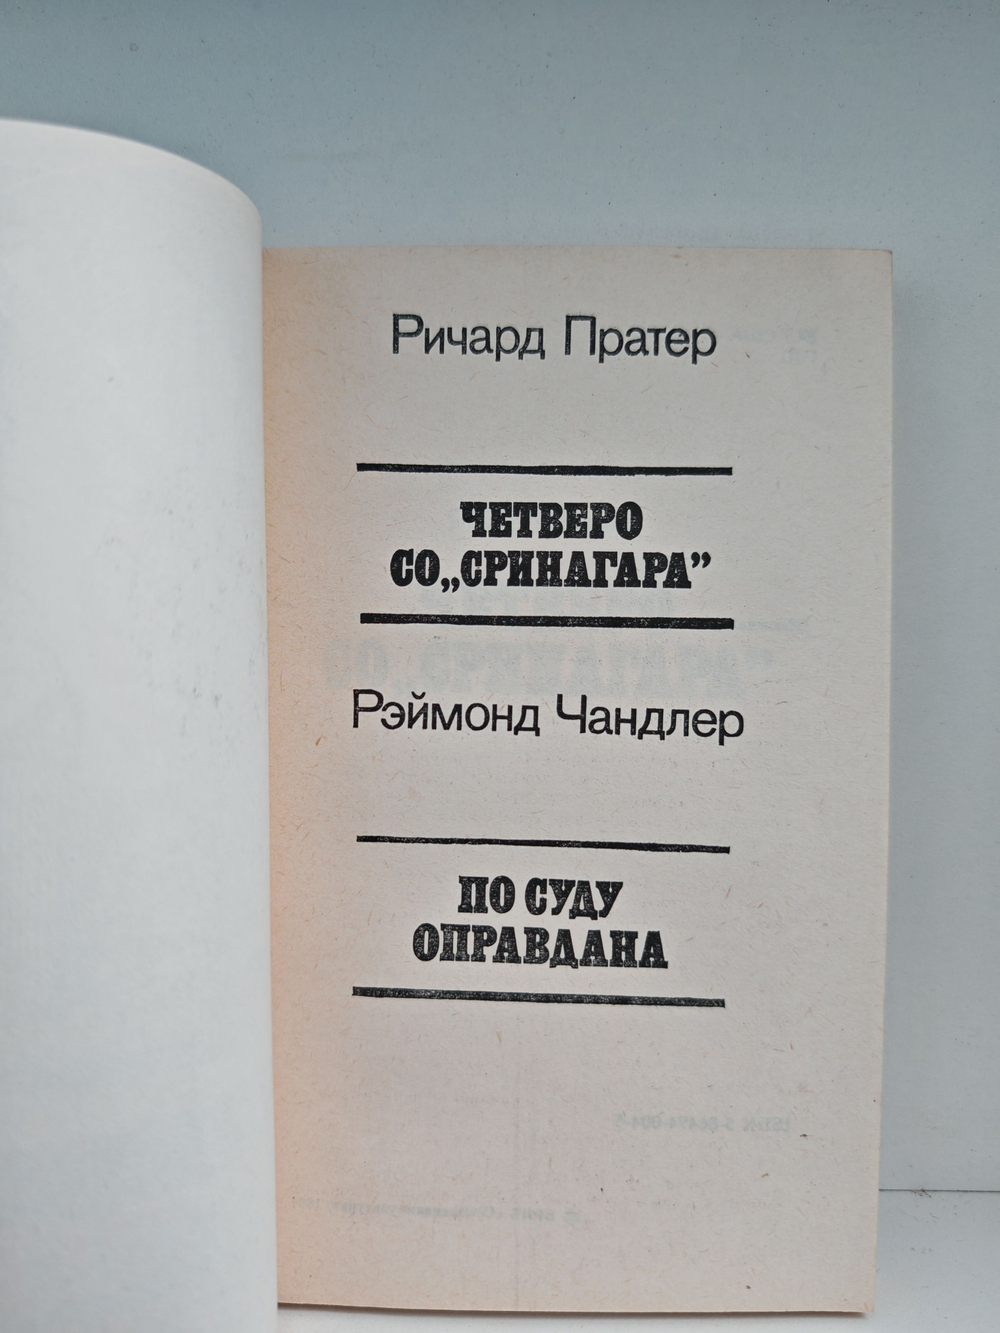 Ричард Пратер
ЧЕТВЕРО
СО „СРИНАГАРА”
Рэймонд Чандлер
ПО СУДУ
ОПРАВДАНА